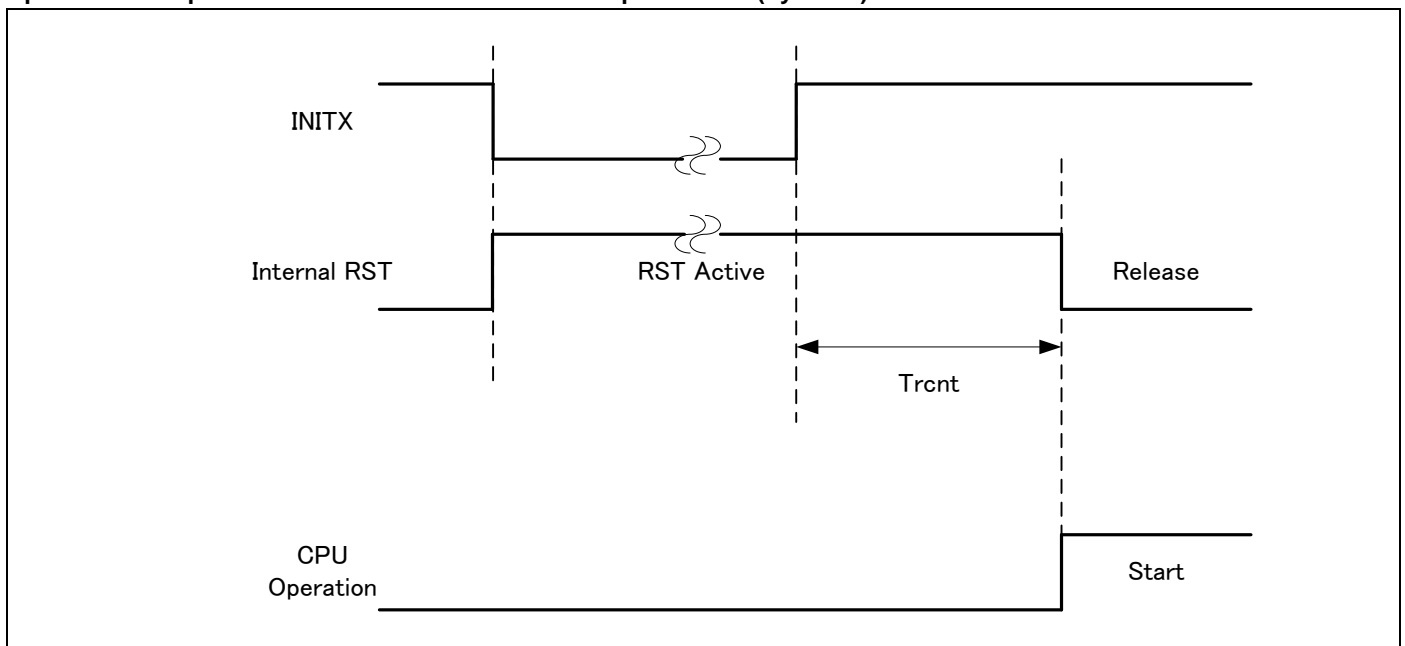 INITX
Internal RST
RST Active
Release
Trcnt
CPU
Operation
Start